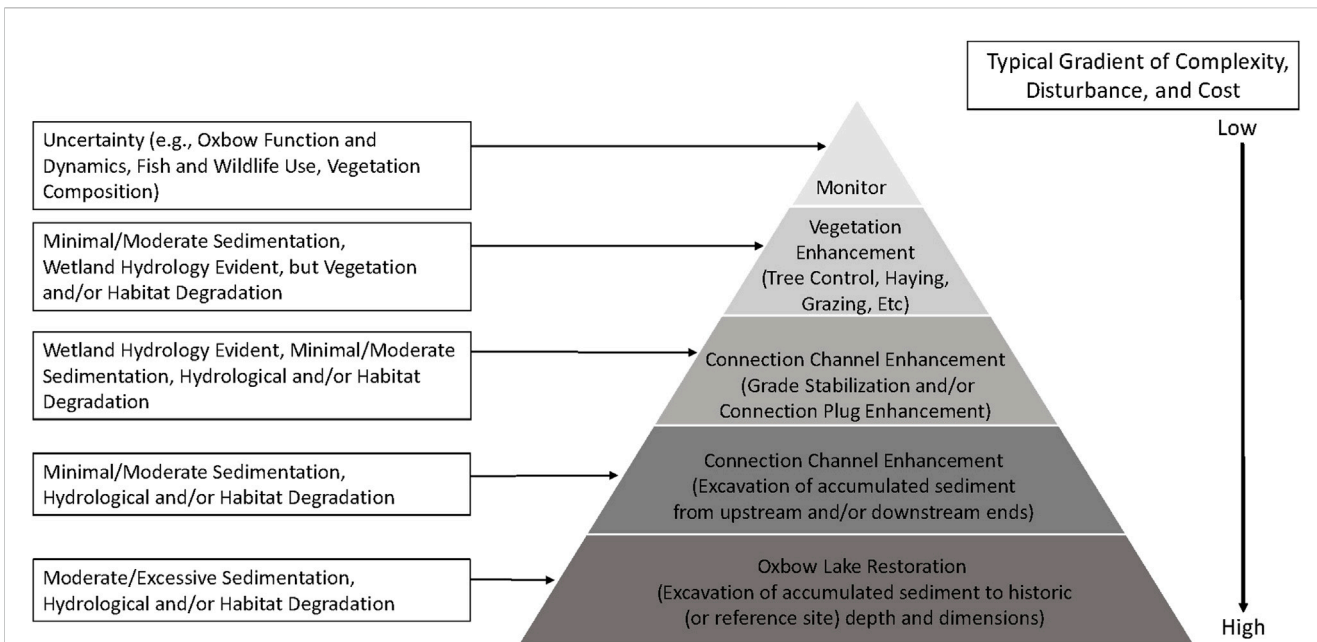 Typical Gradient of Complexity,
Disturbance, and Cost
Low
Uncertainty (e.g., Oxbow Function and
Dynamics, Fish and Wildlife Use, Vegetation
Composition)
Monitor
Minimal/Moderate Sedimentation,
Wetland Hydrology Evident, but Vegetation
and/or Habitat Degradation
Vegetation
Enhancement
(Tree Control, Haying,
Grazing, Etc)
Wetland Hydrology Evident, Minimal/Moderate
Sedimentation, Hydrological and/or Habitat
Degradation
Connection Channel Enhancement
(Grade Stabilization and/or
Connection Plug Enhancement)
Minimal/Moderate Sedimentation,
Hydrological and/or Habitat Degradation
Connection Channel Enhancement
(Excavation of accumulated sediment
from upstream and/or downstream ends)
Moderate/Excessive Sedimentation,
Hydrological and/or Habitat Degradation
Oxbow Lake Restoration
(Excavation of accumulated sediment to historic
(or reference site) depth and dimensions)
High